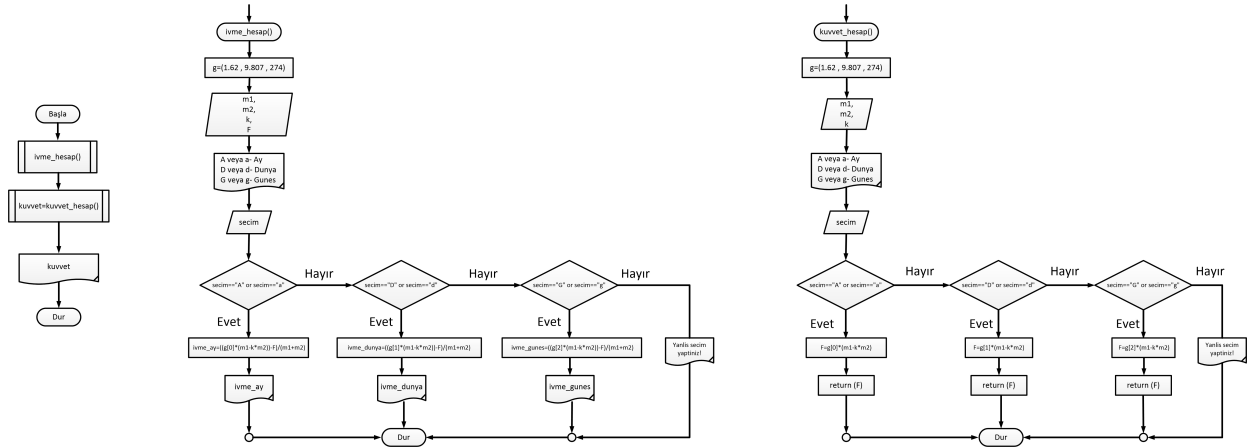 Başla
ivme_hesap()
kuvvet=kuvvet_hesap()
kuvvet
Dur
ivme_hesap()
g=(1.62 , 9.807 , 274)
m1,
m2,
k,
F
A veya a- Ay
D veya d- Dunya
G veya g- Gunes
secim
secim=="A" or secim=="a"
Hayır
secim=="D" or secim=="d"
Hayır
secim=="G" or secim=="g"
Hayır
Evet
Evet
Evet
ivme_ay=((g[0]*(m1-k*m2))-F)/(m1+m2)
ivme_dunya=((g[1]*(m1-k*m2))-F)/(m1+m2)
ivme_gunes=((g[2]*(m1-k*m2))-F)/(m1+m2)
Yanlis secim
yaptiniz!
ivme_ay
ivme_dunya
ivme_gunes
Dur
kuvvet_hesap()
g=(1.62 , 9.807 , 274)
m1,
m2,
k
A veya a- Ay
D veya d- Dunya
G veya g- Gunes
secim
secim=="A" or secim=="a"
Hayır
secim=="D" or secim=="d"
Hayır
secim=="G" or secim=="g"
Hayır
Evet
Evet
Evet
F=g[0]*(m1-k*m2)
F=g[1]*(m1-k*m2)
F=g[2]*(m1-k*m2)
Yanlis secim
yaptiniz!
return (F)
return (F)
return (F)
Dur